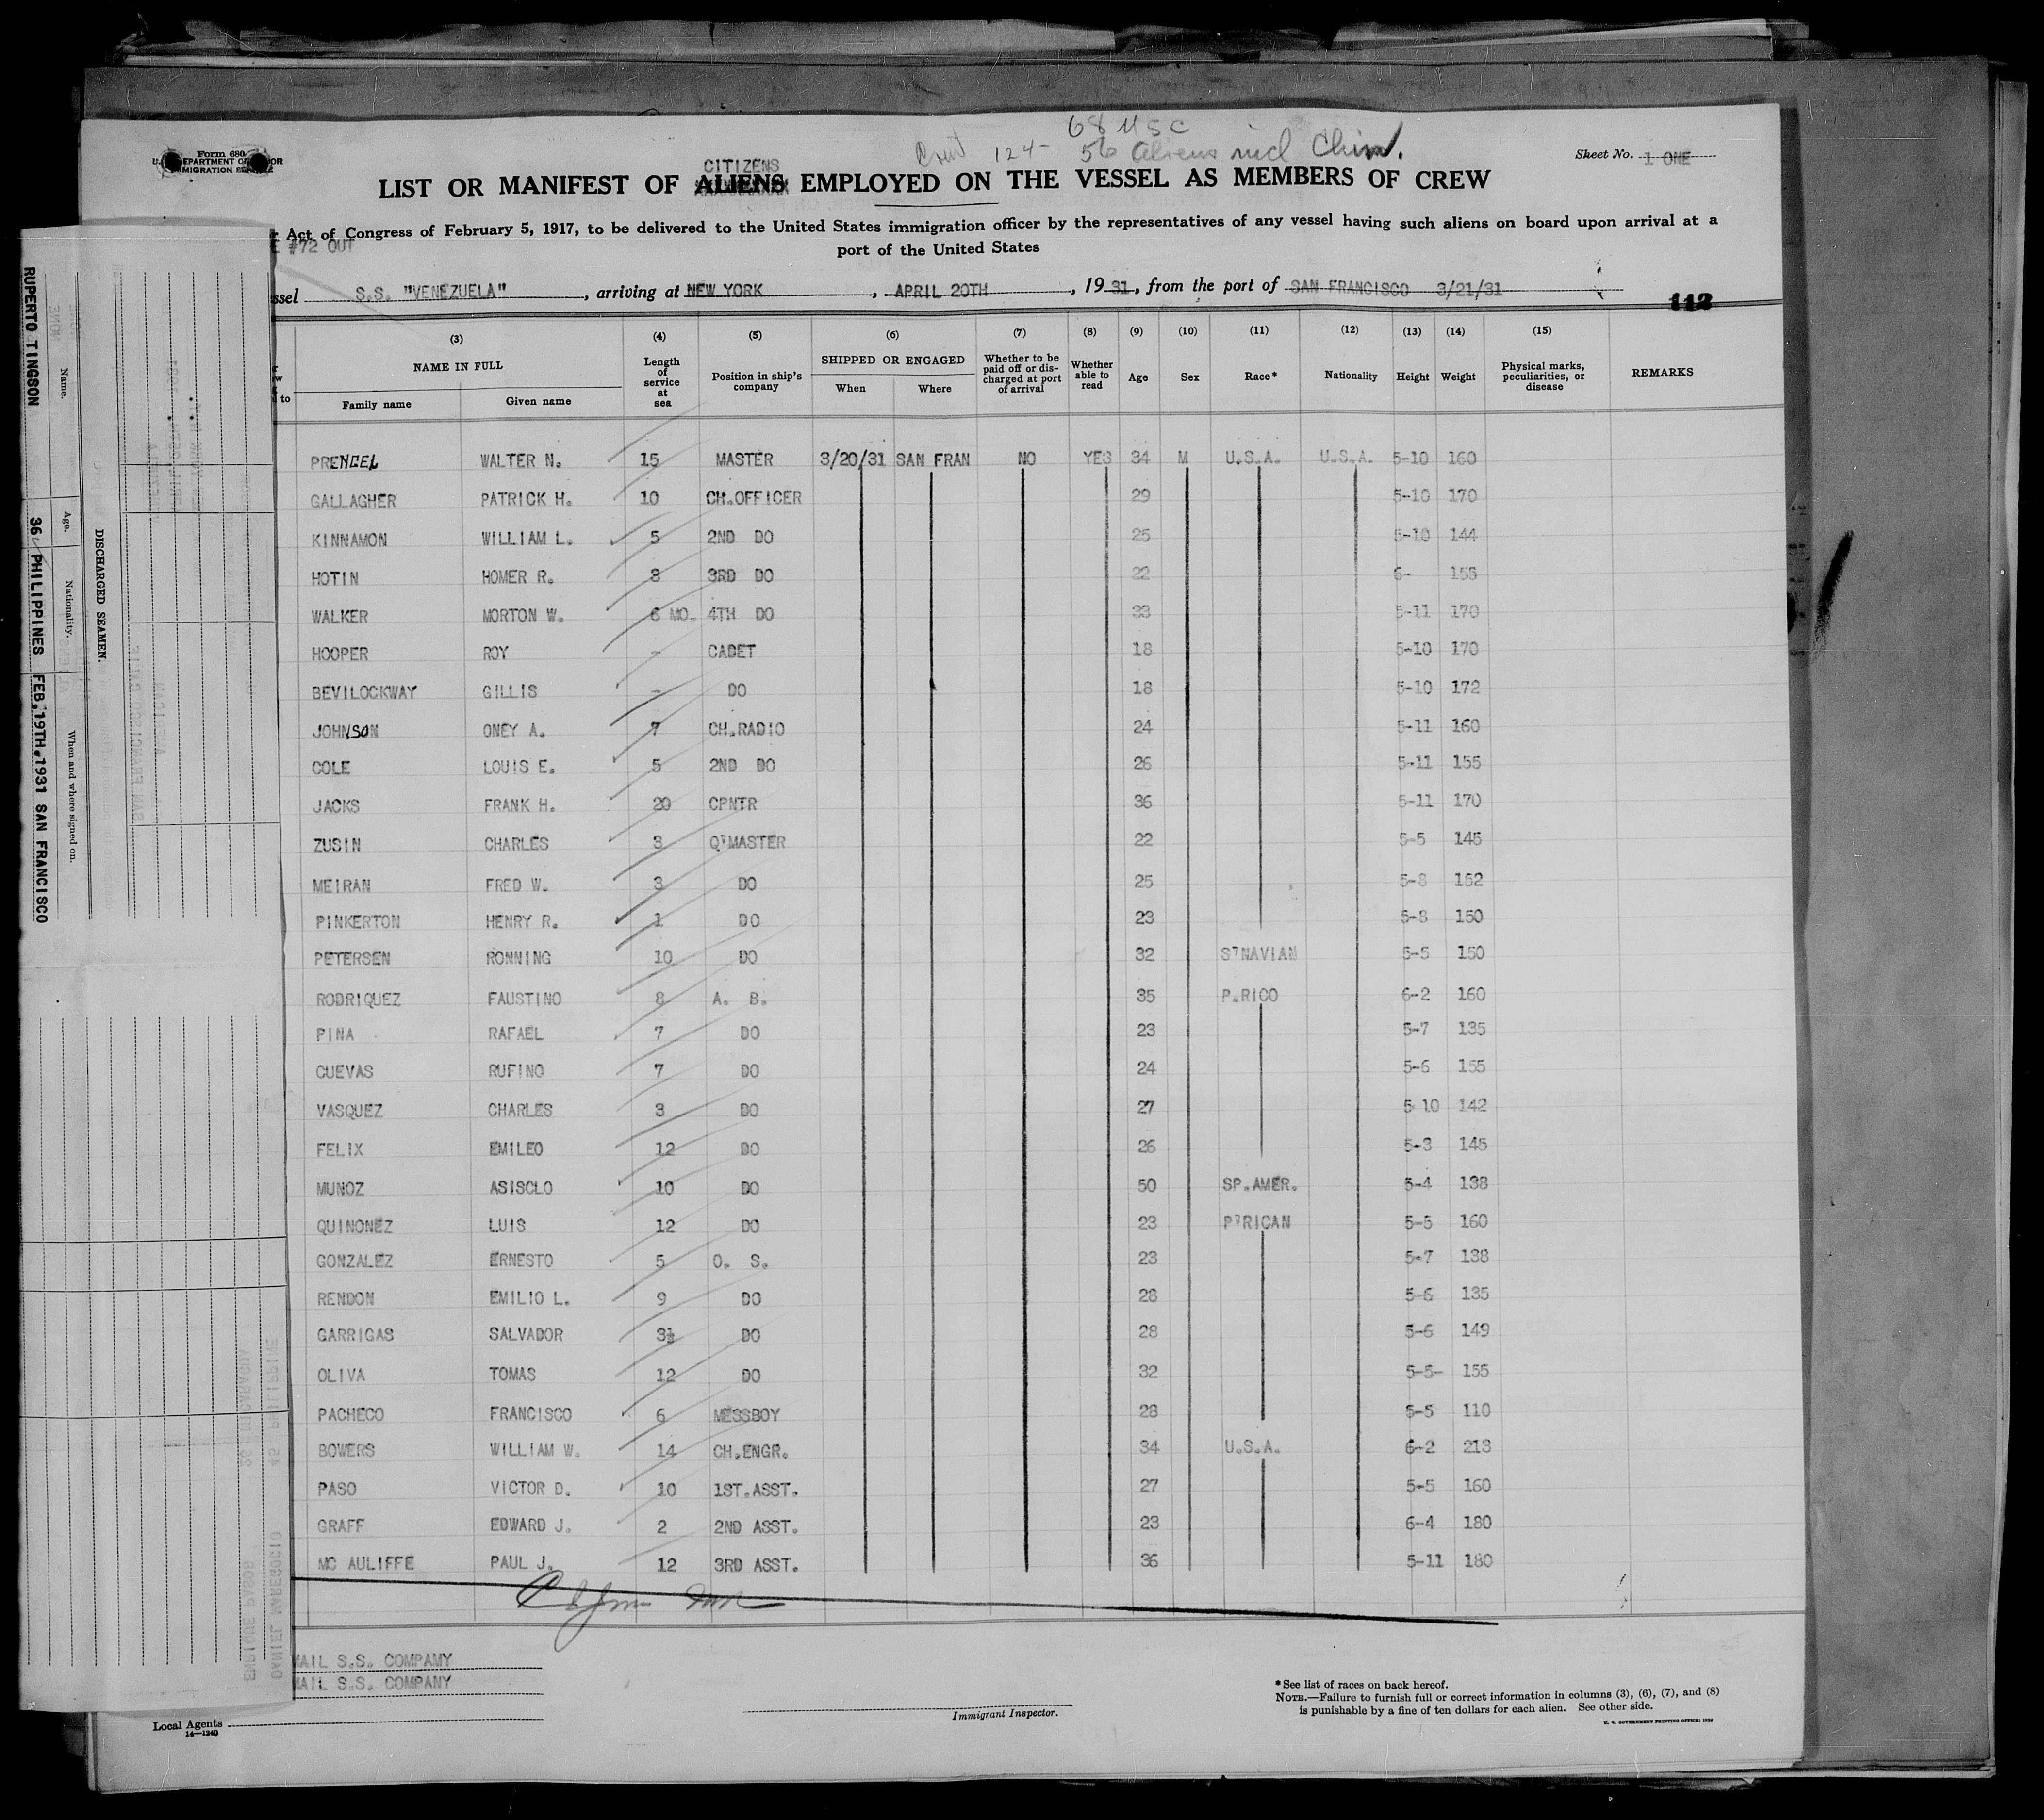 68 USC
Crew 124- 56 Aliens incl Chin.
Form 680
Sheet No. 1 ONE
CITIZENS
LIST OR MANIFEST OF ALIENS EMPLOYED ON THE VESSEL AS MEMBERS OF CREW
Act of Congress of February 5, 1917, to be delivered to the United States immigration officer by the representatives of any vessel having such aliens on board upon arrival at a
port of the United States
#72 OUT
S.S. "VENEZUELA" , arriving at NEW YORK , APRIL 20TH , 1931, from the port of SAN FRANCISCO 3/21/31
112
(3) (4) (5) (6) (7) (8) (9) (10) (11) (12) (13) (14) (15)
NAME IN FULL Family name Given name Length of service at sea Position in ship's company SHIPPED OR ENGAGED When Where Whether to be paid off or discharged at port of arrival Whether able to read Age Sex Race* Nationality Height Weight Physical marks, peculiarities, or disease REMARKS
PRENGEL WALTER N. 15 MASTER 3/20/31 SAN FRAN NO YES 34 M U.S.A. U.S.A. 5-10 160
GALLAGHER PATRICK H. 10 CH.OFFICER 29 5-10 170
KINNAMON WILLIAM L. 5 2ND DO 25 5-10 144
HOTIN HOMER R. 3RD DO 22 6- 155
WALKER MORTON W. 6 MO. 4TH DO 33 5-11 170
HOOPER ROY - CADET 18 5-10 170
BEVILOCKWAY GILLIS - DO 18 5-10 172
JOHNSON ONEY A. 7 CH.RADIO 24 5-11 160
COLE LOUIS E. 5 2ND DO 26 5-11 155
JACKS FRANK H. 20 CPNTR 36 5-11 170
ZUSIN CHARLES 3 Q'MASTER 22 5-5 145
MEIRAN FRED W. 3 DO 25 5-8 162
PINKERTON HENRY R. 1 DO 23 5-8 150
PETERSEN RONNING 10 DO 32 S'NAVIAN 5-5 150
RODRIQUEZ FAUSTINO 8 A. B. 35 P.RICO 6-2 160
PINA RAFAEL 7 DO 23 5-7 135
CUEVAS RUFINO 7 DO 24 5-6 155
VASQUEZ CHARLES 3 DO 27 5-10 142
FELIX EMILEO 12 DO 26 5-3 145
MUNOZ ASISCLO 10 DO 50 SP.AMER. 5-4 138
QUINONEZ LUIS 12 DO 23 P'RICAN 5-5 160
GONZALEZ ERNESTO 5 O. S. 23 5-7 138
RENDON EMILIO L. 9 DO 28 5-6 135
GARRIGAS SALVADOR 3½ DO 28 5-6 149
OLIVA TOMAS 12 DO 32 5-5- 155
PACHECO FRANCISCO 6 MESSBOY 28 5-5 110
BOWERS WILLIAM W. 14 CH.ENGR. 34 U.S.A. 6-2 213
PASO VICTOR D. 10 1ST.ASST. 27 5-5 160
GRAFF EDWARD J. 2 2ND ASST. 23 6-4 180
MC AULIFFE PAUL J. 12 3RD ASST. 36 5-11 180
MAIL S.S. COMPAMY
MAIL S.S. COMPANY
Local Agents
14—1240
Immigrant Inspector.
*See list of races on back hereof.
NOTE.—Failure to furnish full or correct information in columns (3), (6), (7), and (8)
is punishable by a fine of ten dollars for each alien. See other side.
U. S. GOVERNMENT PRINTING OFFICE
DISCHARGED SEAMEN.
Name. Age. Nationality. When and where signed on.
RUPERTO TINGSON 36 PHILIPPINES FEB,19TH.1931 SAN FRANCISCO
ENRIQUE PASOS
DANIEL MAREGOCIO